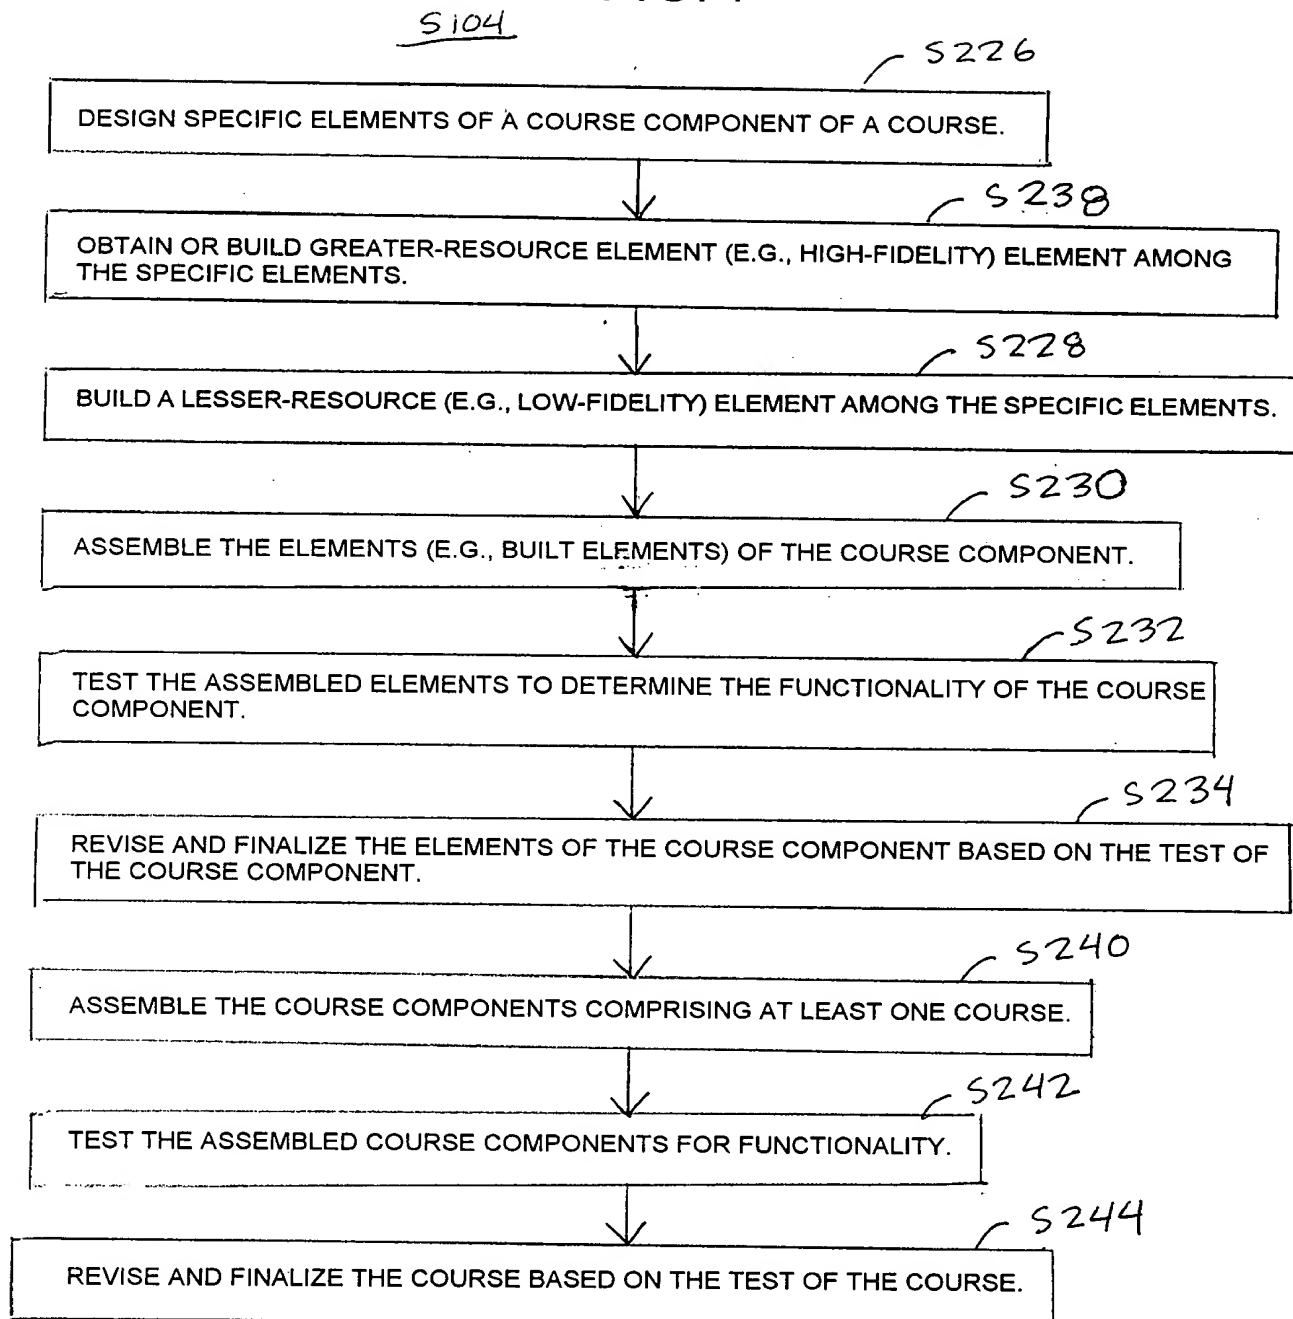 S104
S226
DESIGN SPECIFIC ELEMENTS OF A COURSE COMPONENT OF A COURSE.
S238
OBTAIN OR BUILD GREATER-RESOURCE ELEMENT (E.G., HIGH-FIDELITY) ELEMENT AMONG
THE SPECIFIC ELEMENTS.
S228
BUILD A LESSER-RESOURCE (E.G., LOW-FIDELITY) ELEMENT AMONG THE SPECIFIC ELEMENTS.
S230
ASSEMBLE THE ELEMENTS (E.G., BUILT ELEMENTS) OF THE COURSE COMPONENT.
S232
TEST THE ASSEMBLED ELEMENTS TO DETERMINE THE FUNCTIONALITY OF THE COURSE
COMPONENT.
S234
REVISE AND FINALIZE THE ELEMENTS OF THE COURSE COMPONENT BASED ON THE TEST OF
THE COURSE COMPONENT.
S240
ASSEMBLE THE COURSE COMPONENTS COMPRISING AT LEAST ONE COURSE.
S242
TEST THE ASSEMBLED COURSE COMPONENTS FOR FUNCTIONALITY.
S244
REVISE AND FINALIZE THE COURSE BASED ON THE TEST OF THE COURSE.